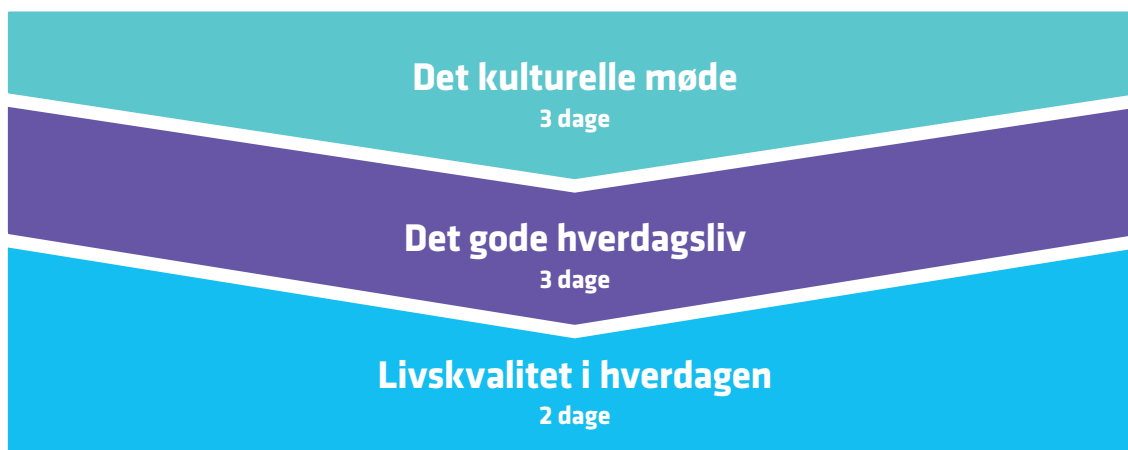 Det kulturelle møde
3 dage
Det gode hverdagsliv
3 dage
Livskvalitet i hverdagen
2 dage